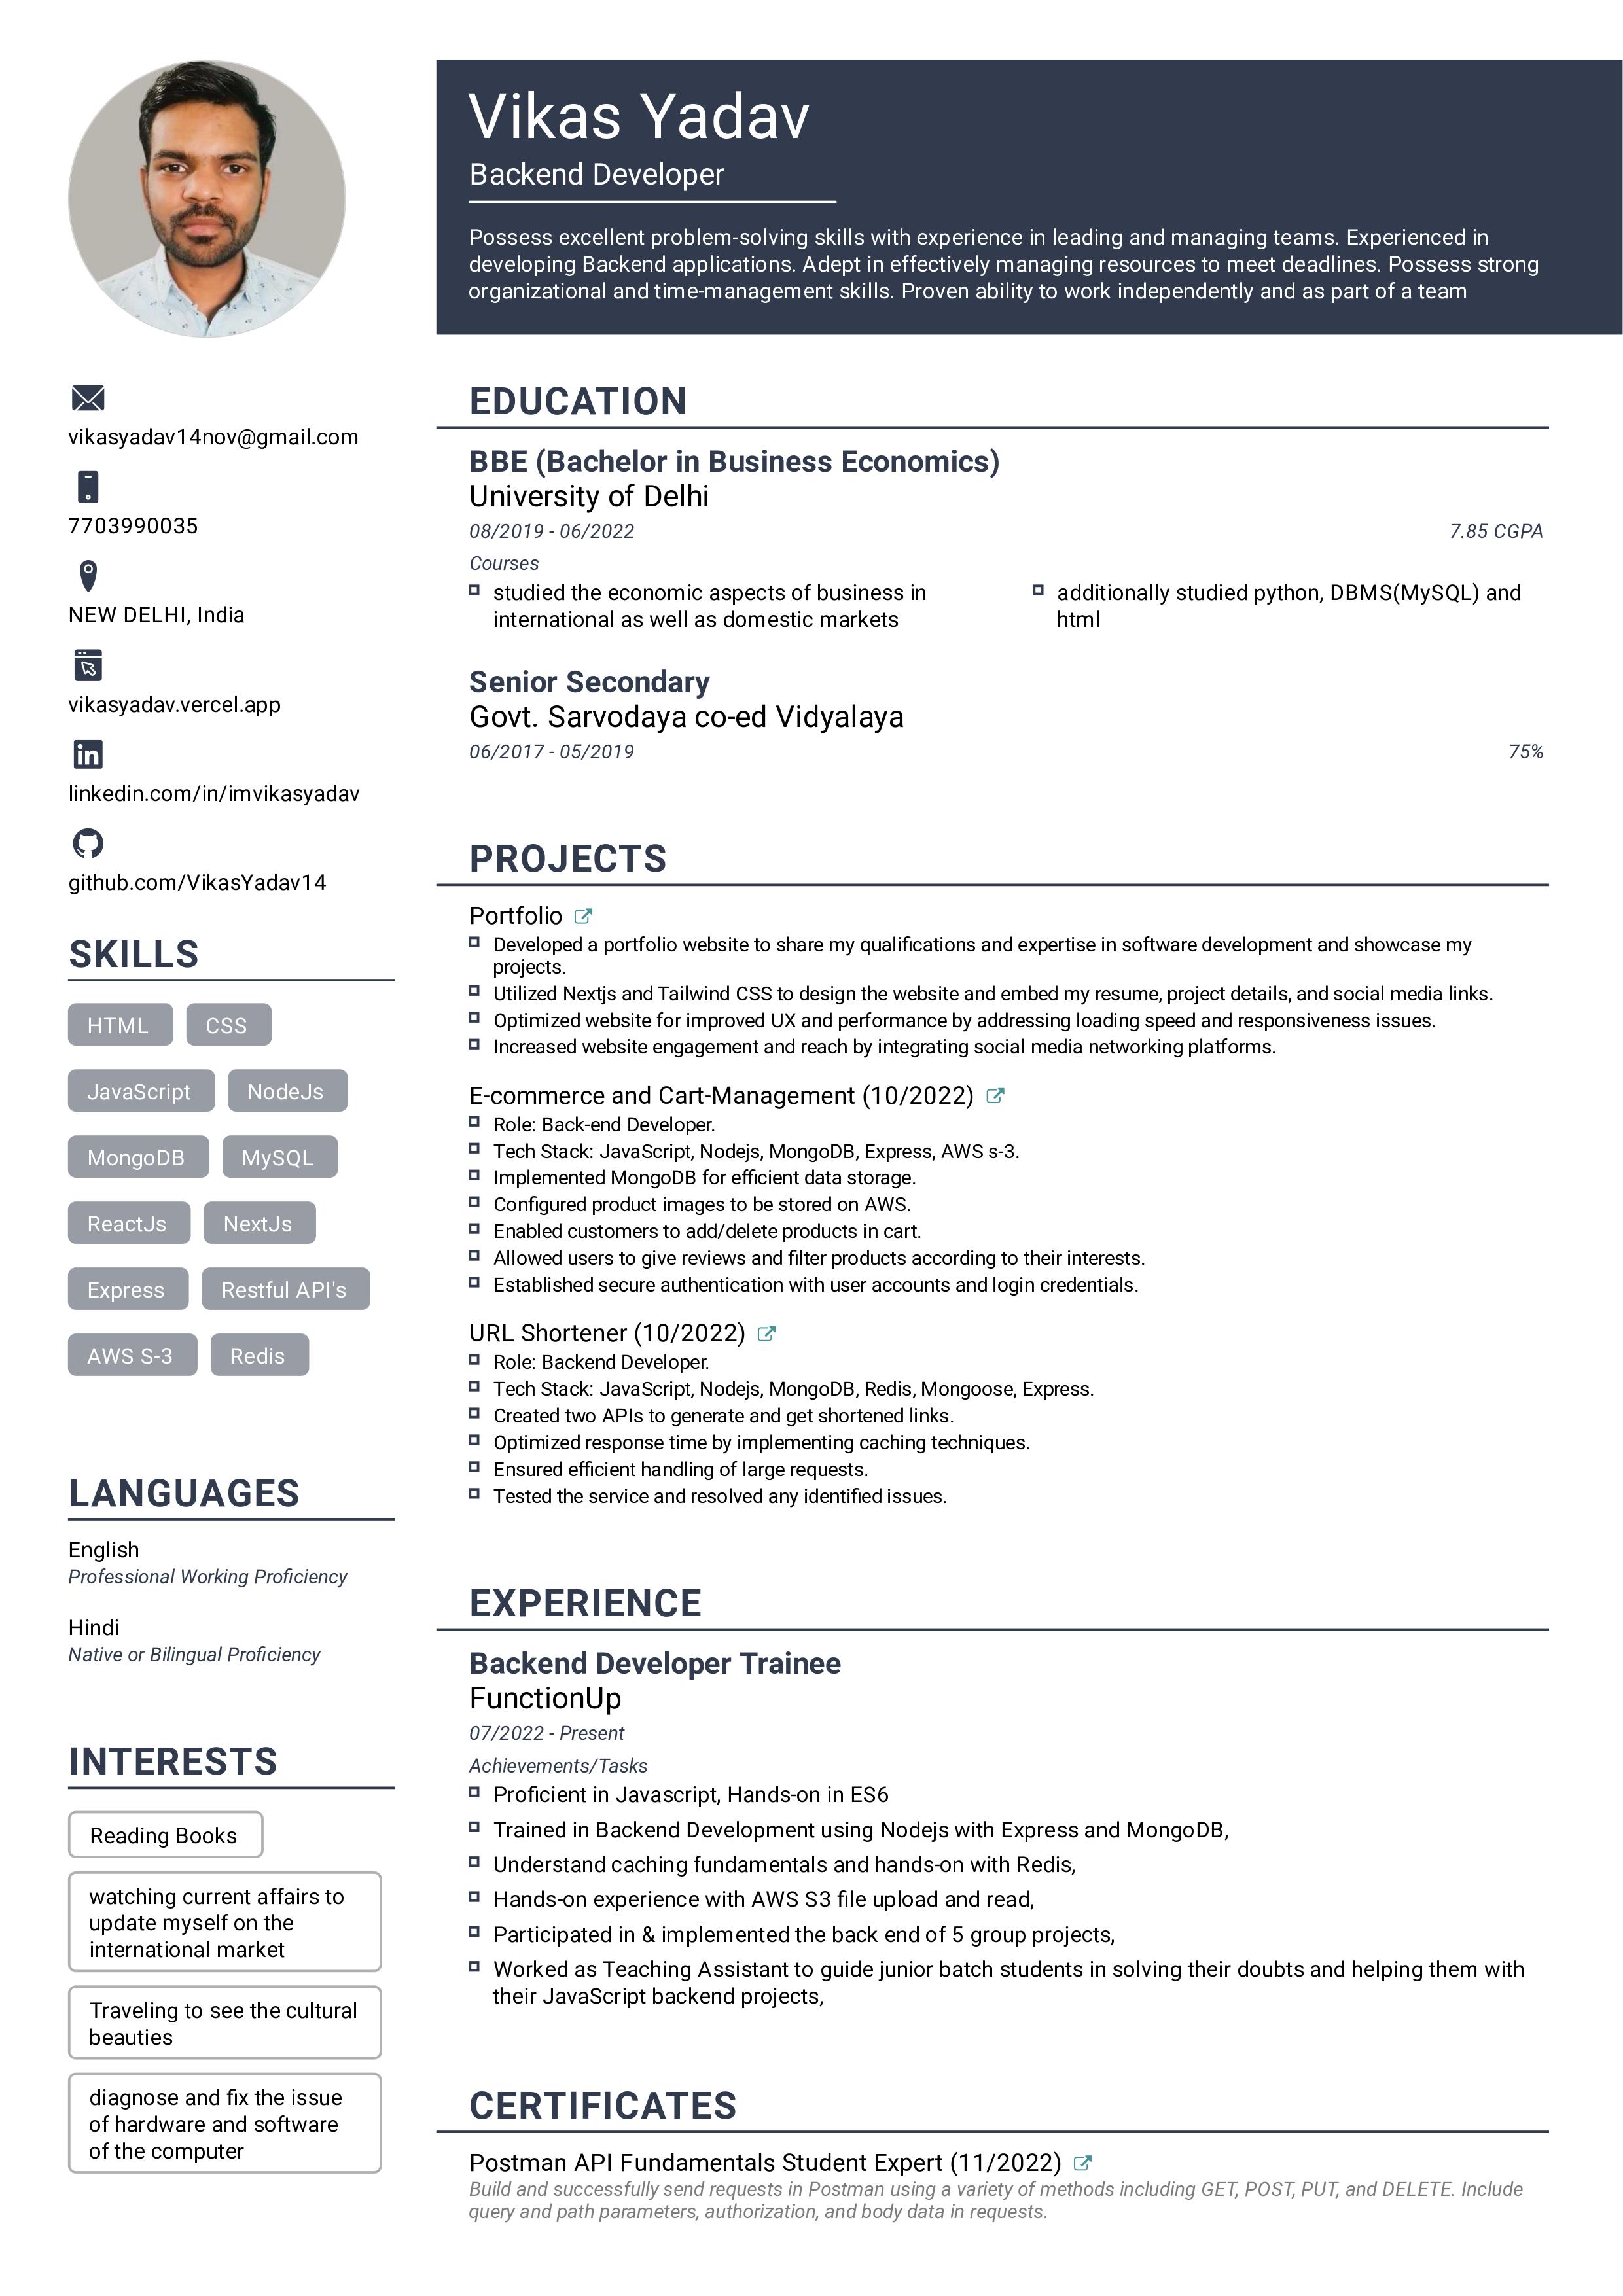 Vikas Yadav
Backend Developer
Possess excellent problem-solving skills with experience in leading and managing teams. Experienced in
developing Backend applications. Adept in effectively managing resources to meet deadlines. Possess strong
organizational and time-management skills. Proven ability to work independently and as part of a team
vikasyadav14nov@gmail.com
7703990035
NEW DELHI, India
vikasyadav.vercel.app
linkedin.com/in/imvikasyadav
github.com/VikasYadav14
SKILLS
HTML CSS
JavaScript NodeJs
MongoDB MySQL
ReactJs NextJs
Express Restful API's
AWS S-3 Redis
LANGUAGES
English
Professional Working Proficiency
Hindi
Native or Bilingual Proficiency
INTERESTS
Reading Books
watching current affairs to
update myself on the
international market
Traveling to see the cultural
beauties
diagnose and fix the issue
of hardware and software
of the computer
EDUCATION
BBE (Bachelor in Business Economics)
University of Delhi
08/2019 - 06/2022 7.85 CGPA
Courses
studied the economic aspects of business in
international as well as domestic markets
additionally studied python, DBMS(MySQL) and
html
Senior Secondary
Govt. Sarvodaya co-ed Vidyalaya
06/2017 - 05/2019 75%
PROJECTS
Portfolio
Developed a portfolio website to share my qualifications and expertise in software development and showcase my
projects.
Utilized Nextjs and Tailwind CSS to design the website and embed my resume, project details, and social media links.
Optimized website for improved UX and performance by addressing loading speed and responsiveness issues.
Increased website engagement and reach by integrating social media networking platforms.
E-commerce and Cart-Management (10/2022)
Role: Back-end Developer.
Tech Stack: JavaScript, Nodejs, MongoDB, Express, AWS s-3.
Implemented MongoDB for efficient data storage.
Configured product images to be stored on AWS.
Enabled customers to add/delete products in cart.
Allowed users to give reviews and filter products according to their interests.
Established secure authentication with user accounts and login credentials.
URL Shortener (10/2022)
Role: Backend Developer.
Tech Stack: JavaScript, Nodejs, MongoDB, Redis, Mongoose, Express.
Created two APIs to generate and get shortened links.
Optimized response time by implementing caching techniques.
Ensured efficient handling of large requests.
Tested the service and resolved any identified issues.
EXPERIENCE
Backend Developer Trainee
FunctionUp
07/2022 - Present
Achievements/Tasks
Proficient in Javascript, Hands-on in ES6
Trained in Backend Development using Nodejs with Express and MongoDB,
Understand caching fundamentals and hands-on with Redis,
Hands-on experience with AWS S3 file upload and read,
Participated in & implemented the back end of 5 group projects,
Worked as Teaching Assistant to guide junior batch students in solving their doubts and helping them with
their JavaScript backend projects,
CERTIFICATES
Postman API Fundamentals Student Expert (11/2022)
Build and successfully send requests in Postman using a variety of methods including GET, POST, PUT, and DELETE. Include
query and path parameters, authorization, and body data in requests.